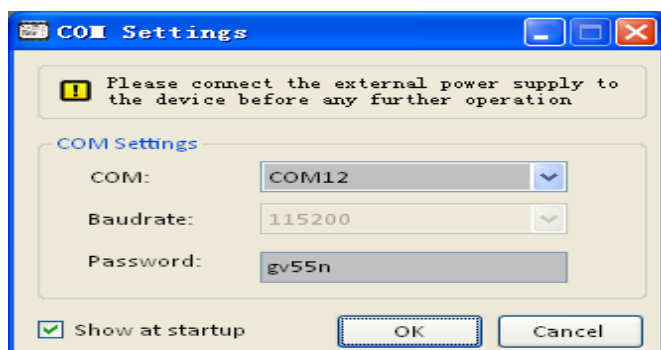 COM Settings
Please connect the external power supply to
the device before any further operation
COM Settings
COM: COM12
Baudrate: 115200
Password: gv55n
Show at startup OK Cancel